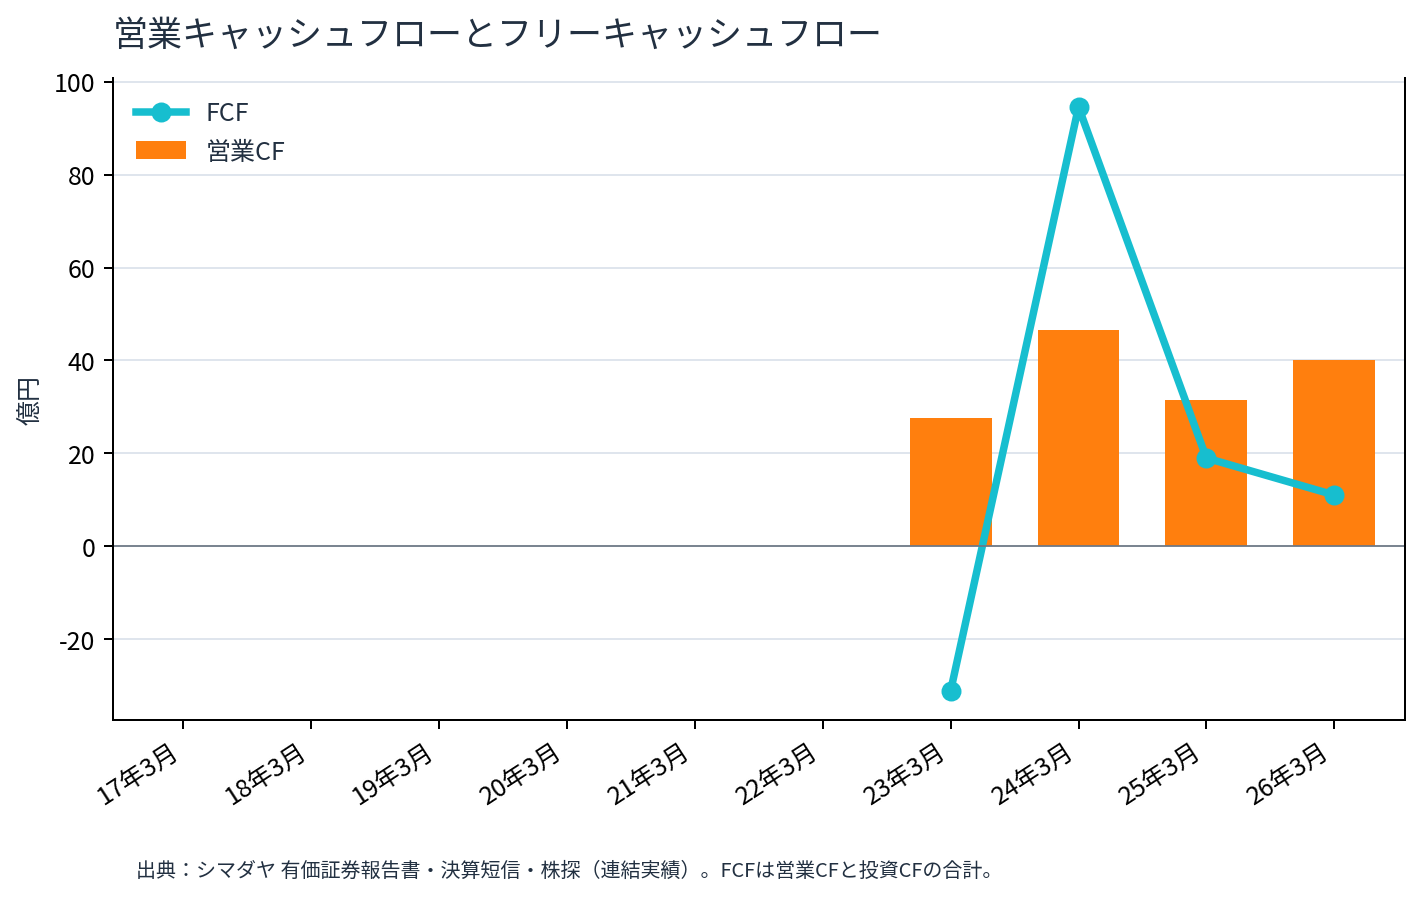 営業キャッシュフローとフリーキャッシュフロー
FCF
営業CF
億円
100
80
60
40
20
0
-20
17年3月
18年3月
19年3月
20年3月
21年3月
22年3月
23年3月
24年3月
25年3月
26年3月
出典：シマダヤ 有価証券報告書・決算短信・株探（連結実績）。FCFは営業CFと投資CFの合計。